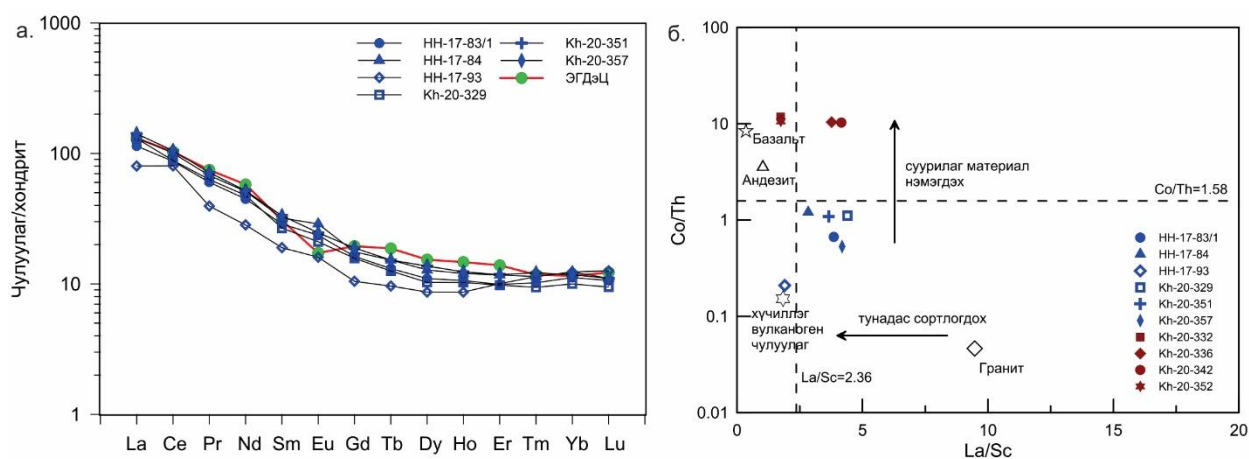 а.
1000
100
10
1
Чулуулаг/хондрит
HH-17-83/1
HH-17-84
HH-17-93
Kh-20-329
Kh-20-351
Kh-20-357
ЭГДэЦ
La Ce Pr Nd Sm Eu Gd Tb Dy Ho Er Tm Yb Lu
б.
100
10
1
0.1
0.01
Co/Th
Базальт
Андезит
суурилаг материал
нэмэгдэх
Co/Th=1.58
хүчиллэг
вулканоген
чулуулаг
тунадас сортлогдох
La/Sc=2.36
Гранит
HH-17-83/1
HH-17-84
HH-17-93
Kh-20-329
Kh-20-351
Kh-20-357
Kh-20-332
Kh-20-336
Kh-20-342
Kh-20-352
0 5 10 15 20
La/Sc